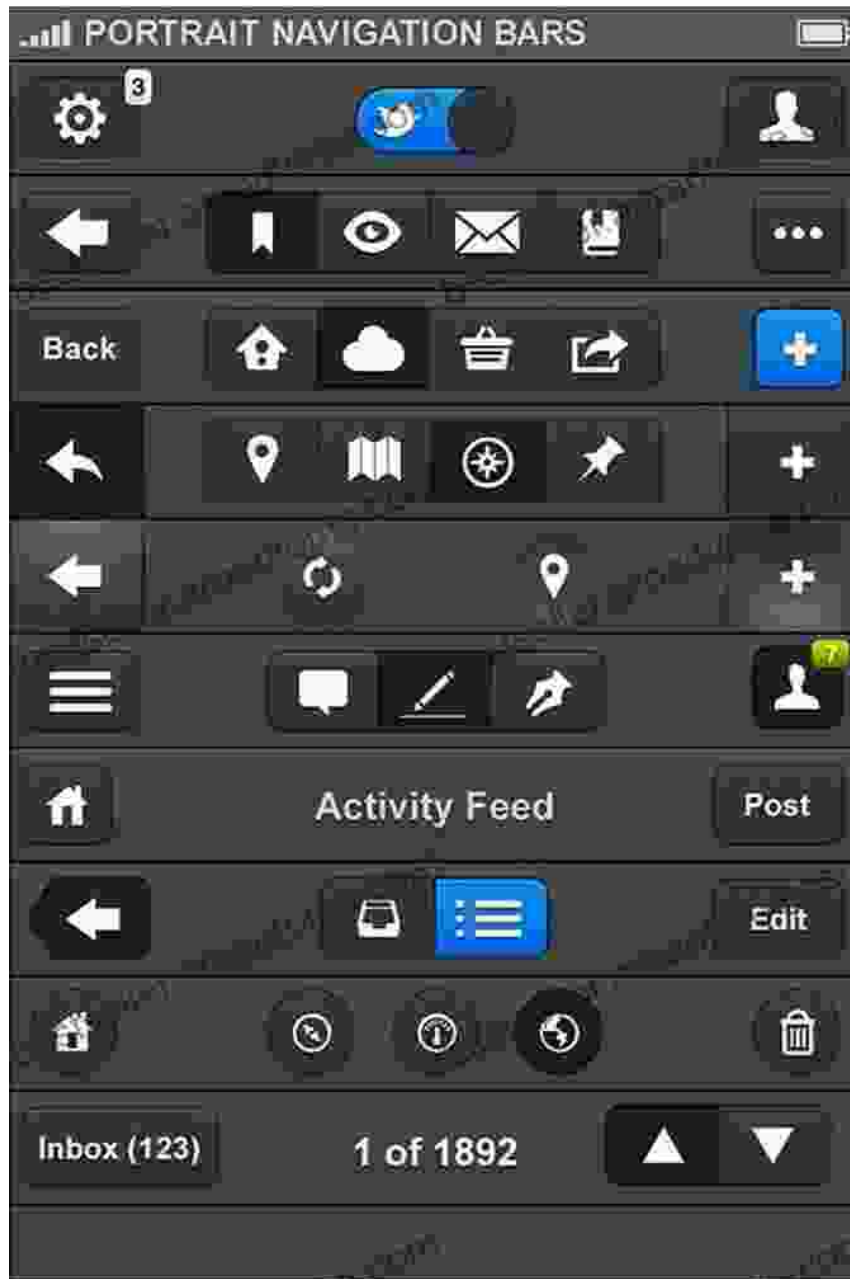 PORTRAIT NAVIGATION BARS
3
Back
7
Activity Feed Post
Edit
Inbox (123) 1 of 1892